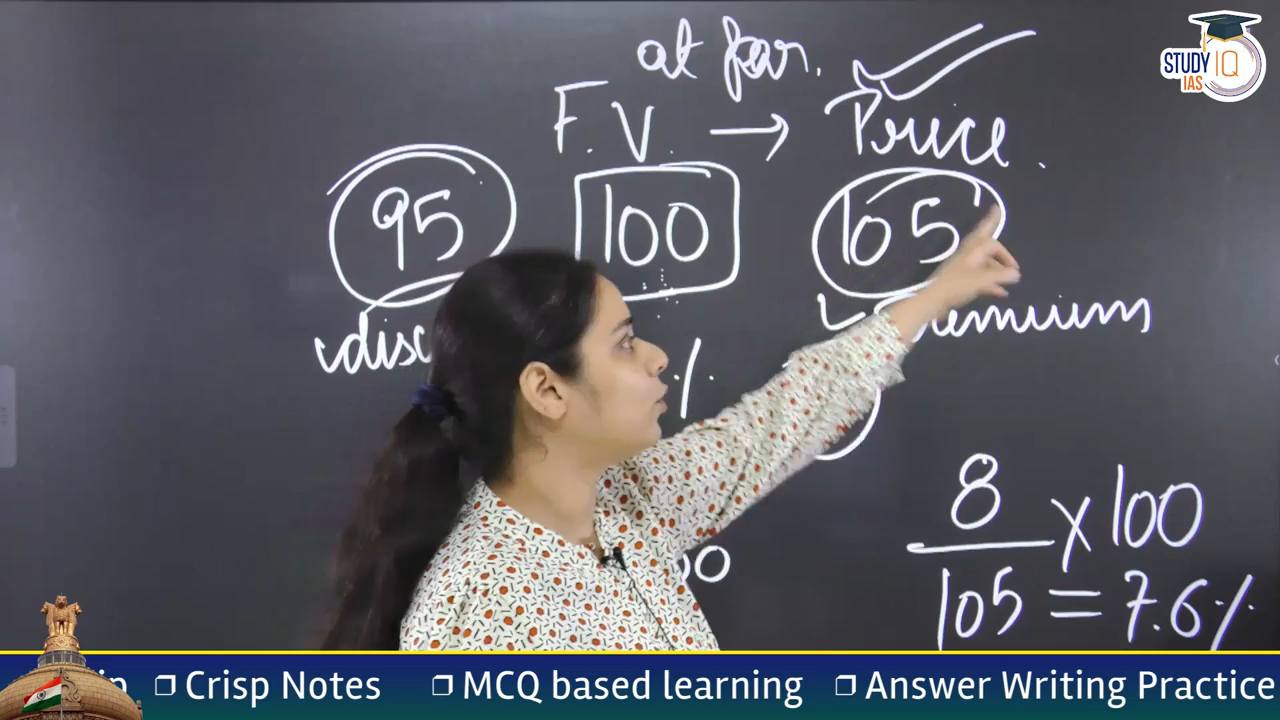 at par.
STUDY IQ
IAS
F.V. → Price.
95 100 105
disc
Premium
%
8
105
x 100
= 7.6%
❐ Crisp Notes ❐ MCQ based learning ❐ Answer Writing Practice